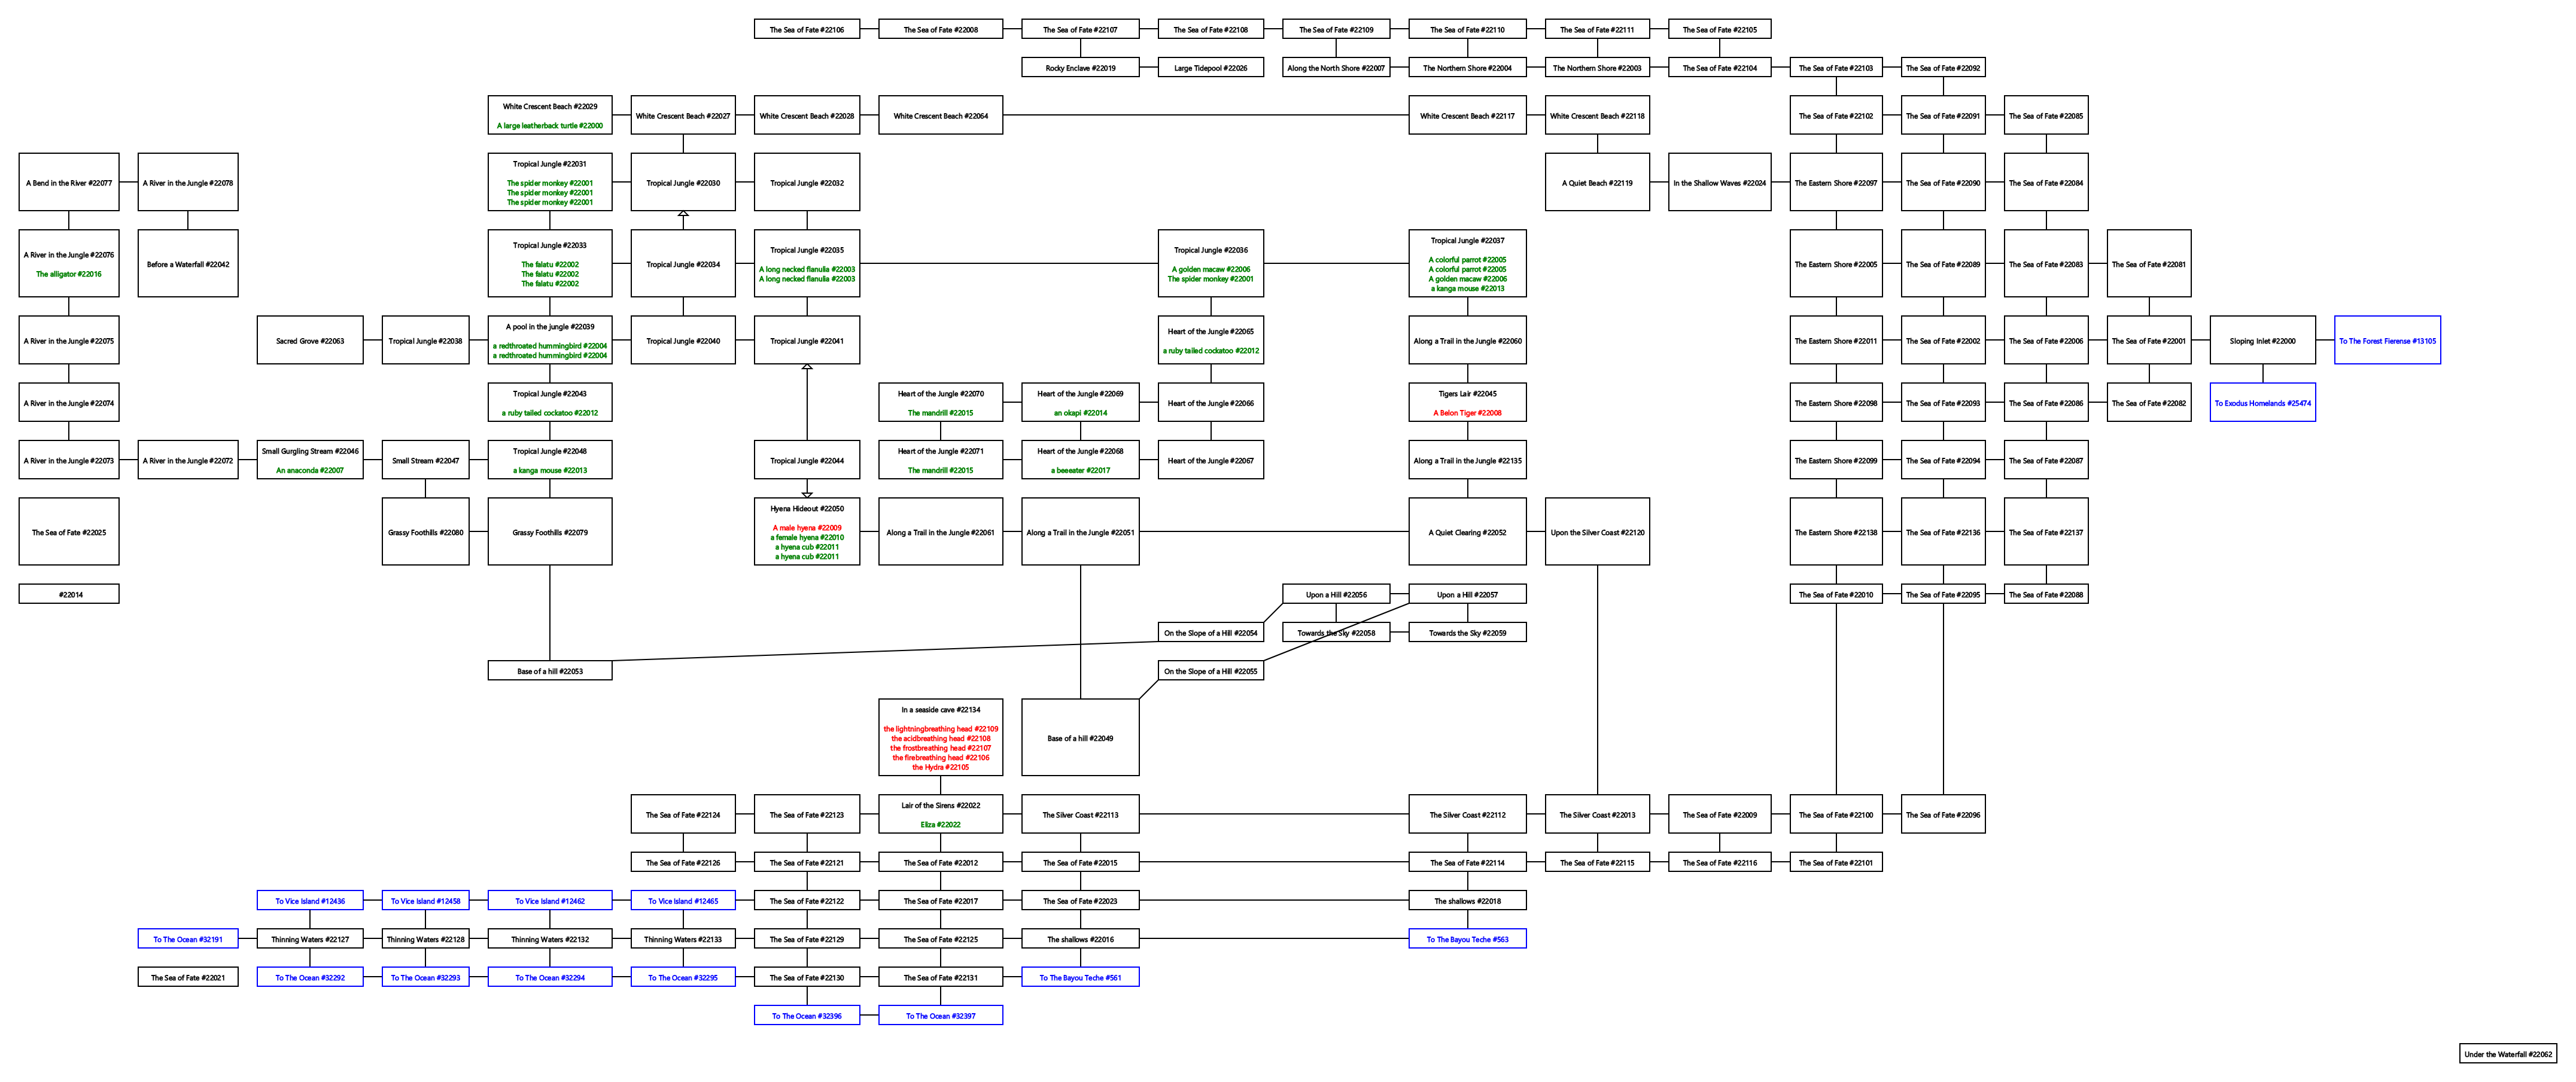 The Sea of Fate #22106
The Sea of Fate #22008
The Sea of Fate #22107
The Sea of Fate #22108
The Sea of Fate #22109
The Sea of Fate #22110
The Sea of Fate #22111
The Sea of Fate #22105
Rocky Enclave #22019
Large Tidepool #22026
Along the North Shore #22007
The Northern Shore #22004
The Northern Shore #22003
The Sea of Fate #22104
The Sea of Fate #22103
The Sea of Fate #22092
White Crescent Beach #22029
A large leatherback turtle #22000
White Crescent Beach #22027
White Crescent Beach #22028
White Crescent Beach #22064
White Crescent Beach #22117
White Crescent Beach #22118
The Sea of Fate #22102
The Sea of Fate #22091
The Sea of Fate #22085
A Bend in the River #22077
A River in the Jungle #22078
Tropical Jungle #22031
The spider monkey #22001
The spider monkey #22001
The spider monkey #22001
Tropical Jungle #22030
Tropical Jungle #22032
A Quiet Beach #22119
In the Shallow Waves #22024
The Eastern Shore #22097
The Sea of Fate #22090
The Sea of Fate #22084
A River in the Jungle #22076
The alligator #22016
Before a Waterfall #22042
Tropical Jungle #22033
The falatu #22002
The falatu #22002
The falatu #22002
Tropical Jungle #22034
Tropical Jungle #22035
A long necked flanulia #22003
A long necked flanulia #22003
Tropical Jungle #22036
A golden macaw #22006
The spider monkey #22001
Tropical Jungle #22037
A colorful parrot #22005
A colorful parrot #22005
A golden macaw #22006
a kanga mouse #22013
The Eastern Shore #22005
The Sea of Fate #22089
The Sea of Fate #22083
The Sea of Fate #22081
A River in the Jungle #22075
Sacred Grove #22063
Tropical Jungle #22038
A pool in the jungle #22039
a redthroated hummingbird #22004
a redthroated hummingbird #22004
Tropical Jungle #22040
Tropical Jungle #22041
Heart of the Jungle #22065
a ruby tailed cockatoo #22012
Along a Trail in the Jungle #22060
The Eastern Shore #22011
The Sea of Fate #22002
The Sea of Fate #22006
The Sea of Fate #22001
Sloping Inlet #22000
To The Forest Fierense #13105
A River in the Jungle #22074
Tropical Jungle #22043
a ruby tailed cockatoo #22012
Heart of the Jungle #22070
The mandrill #22015
Heart of the Jungle #22069
an okapi #22014
Heart of the Jungle #22066
Tigers Lair #22045
A Belon Tiger #22008
The Eastern Shore #22098
The Sea of Fate #22093
The Sea of Fate #22086
The Sea of Fate #22082
To Exodus Homelands #25474
A River in the Jungle #22073
A River in the Jungle #22072
Small Gurgling Stream #22046
An anaconda #22007
Small Stream #22047
Tropical Jungle #22048
a kanga mouse #22013
Tropical Jungle #22044
Heart of the Jungle #22071
The mandrill #22015
Heart of the Jungle #22068
a beeeater #22017
Heart of the Jungle #22067
Along a Trail in the Jungle #22135
The Eastern Shore #22099
The Sea of Fate #22094
The Sea of Fate #22087
The Sea of Fate #22025
Grassy Foothills #22080
Grassy Foothills #22079
Hyena Hideout #22050
A male hyena #22009
a female hyena #22010
a hyena cub #22011
a hyena cub #22011
Along a Trail in the Jungle #22061
Along a Trail in the Jungle #22051
A Quiet Clearing #22052
Upon the Silver Coast #22120
The Eastern Shore #22138
The Sea of Fate #22136
The Sea of Fate #22137
#22014
Upon a Hill #22056
Upon a Hill #22057
The Sea of Fate #22010
The Sea of Fate #22095
The Sea of Fate #22088
On the Slope of a Hill #22054
Towards the Sky #22058
Towards the Sky #22059
Base of a hill #22053
On the Slope of a Hill #22055
In a seaside cave #22134
the lightningbreathing head #22109
the acidbreathing head #22108
the frostbreathing head #22107
the firebreathing head #22106
the Hydra #22105
Base of a hill #22049
The Sea of Fate #22124
The Sea of Fate #22123
Lair of the Sirens #22022
Eliza #22022
The Silver Coast #22113
The Silver Coast #22112
The Silver Coast #22013
The Sea of Fate #22009
The Sea of Fate #22100
The Sea of Fate #22096
The Sea of Fate #22126
The Sea of Fate #22121
The Sea of Fate #22012
The Sea of Fate #22015
The Sea of Fate #22114
The Sea of Fate #22115
The Sea of Fate #22116
The Sea of Fate #22101
To Vice Island #12436
To Vice Island #12458
To Vice Island #12462
To Vice Island #12465
The Sea of Fate #22122
The Sea of Fate #22017
The Sea of Fate #22023
The shallows #22018
To The Ocean #32191
Thinning Waters #22127
Thinning Waters #22128
Thinning Waters #22132
Thinning Waters #22133
The Sea of Fate #22129
The Sea of Fate #22125
The shallows #22016
To The Bayou Teche #563
The Sea of Fate #22021
To The Ocean #32292
To The Ocean #32293
To The Ocean #32294
To The Ocean #32295
The Sea of Fate #22130
The Sea of Fate #22131
To The Bayou Teche #561
To The Ocean #32396
To The Ocean #32397
Under the Waterfall #22062